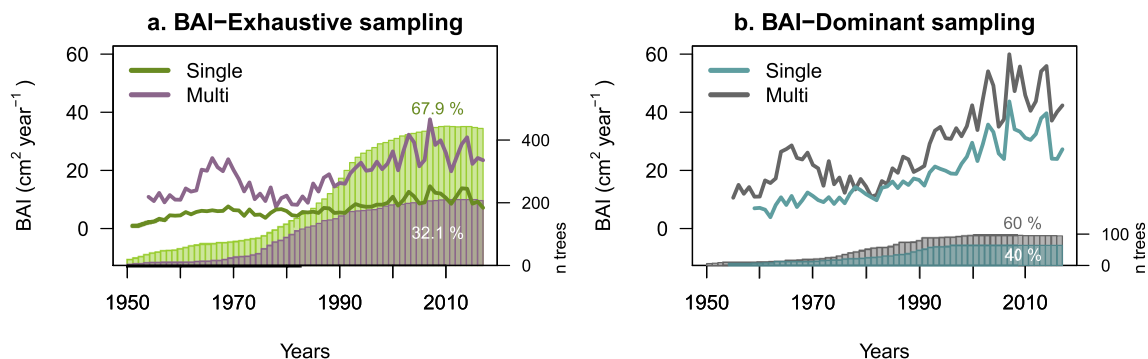 a. BAI−Exhaustive sampling
BAI (cm² year⁻¹)
60
40
20
0
Single
Multi
67.9 %
32.1 %
400
200
0
n trees
1950
1970
1990
2010
Years
b. BAI−Dominant sampling
BAI (cm² year⁻¹)
60
40
20
0
Single
Multi
60 %
40 %
100
0
n trees
1950
1970
1990
2010
Years